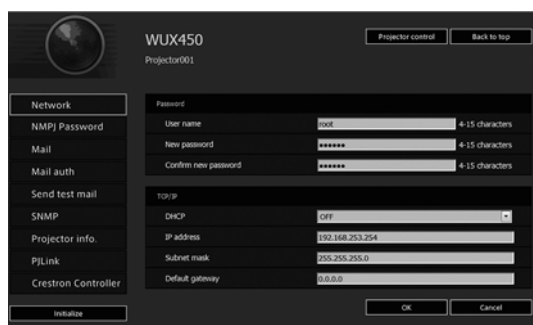 WUX450
Projector001
Projector control
Back to top
Network
NMPJ Password
Mail
Mail auth
Send test mail
SNMP
Projector info.
PJLink
Crestron Controller
Initialize
Password
User name root 4-15 characters
New password ●●●●●● 4-15 characters
Confirm new password ●●●●●● 4-15 characters
TCP/IP
DHCP OFF
IP address 192.168.253.254
Subnet mask 255.255.255.0
Default gateway 0.0.0.0
OK Cancel